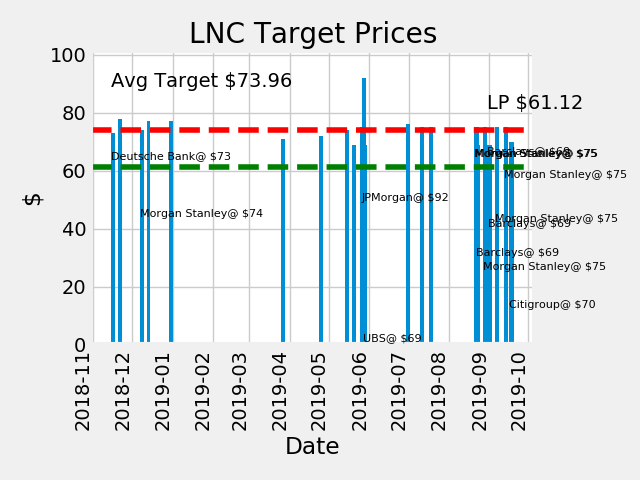 LNC Target Prices
100
80
60
40
20
0
$
Avg Target $73.96
LP $61.12
Deutsche Bank@ $73
Barclays@ $69
Morgan Stanley@ $75
Morgan Stanley@ $75
JPMorgan@ $92
Morgan Stanley@ $74
Morgan Stanley@ $75
Barclays@ $69
Barclays@ $69
Morgan Stanley@ $75
Citigroup@ $70
UBS@ $69
2018-11
2018-12
2019-01
2019-02
2019-03
2019-04
2019-05
2019-06
2019-07
2019-08
2019-09
2019-10
Date